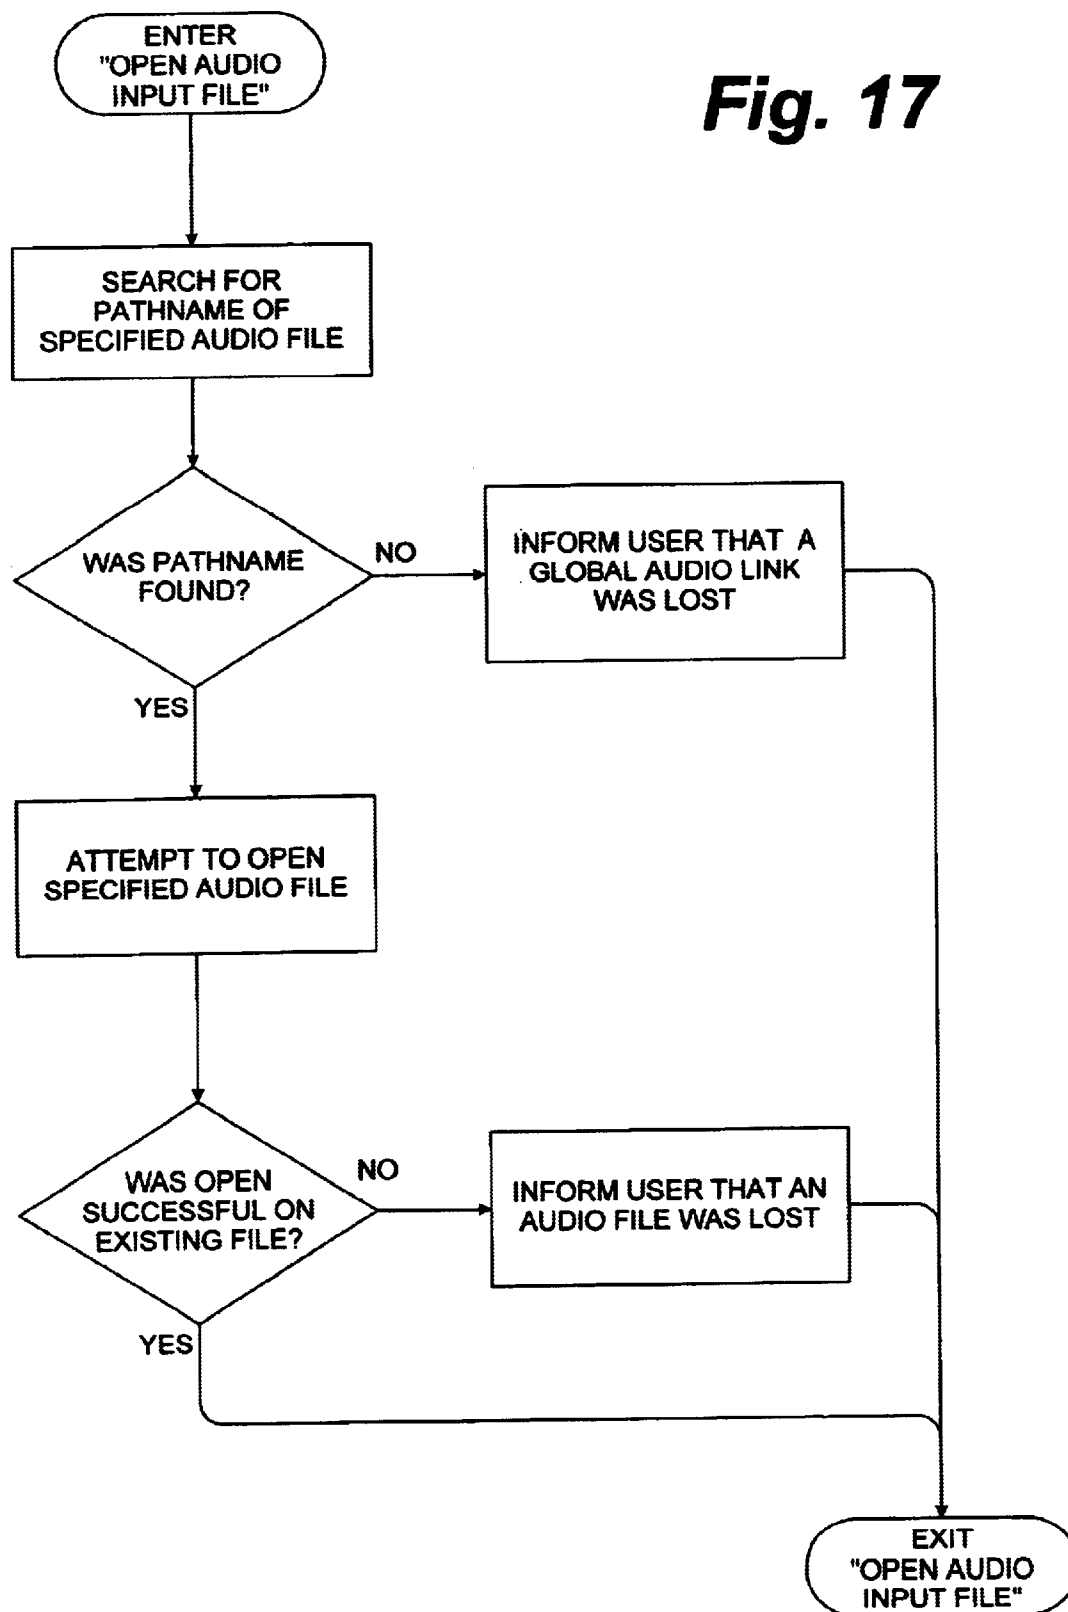 ENTER
"OPEN AUDIO
INPUT FILE"
Fig. 17
SEARCH FOR
PATHNAME OF
SPECIFIED AUDIO FILE
WAS PATHNAME
FOUND?
NO
INFORM USER THAT A
GLOBAL AUDIO LINK
WAS LOST
YES
ATTEMPT TO OPEN
SPECIFIED AUDIO FILE
WAS OPEN
SUCCESSFUL ON
EXISTING FILE?
NO
INFORM USER THAT AN
AUDIO FILE WAS LOST
YES
EXIT
"OPEN AUDIO
INPUT FILE"